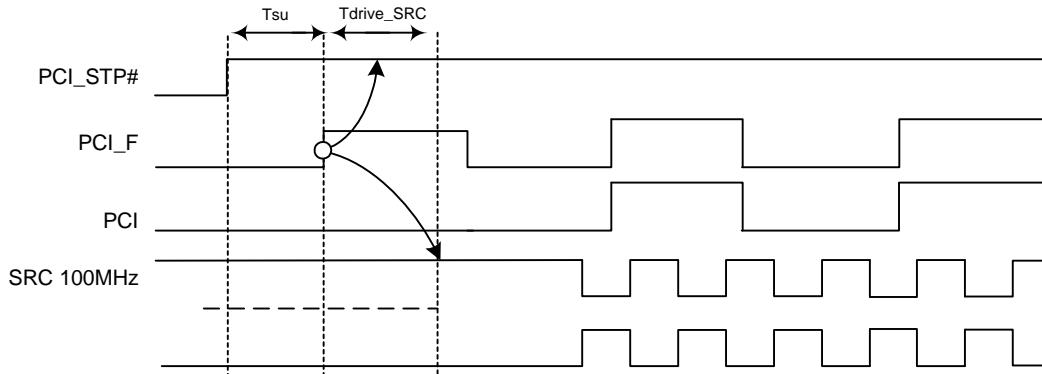 Tsu Tdrive_SRC
PCI_STP#
PCI_F
PCI
SRC 100MHz